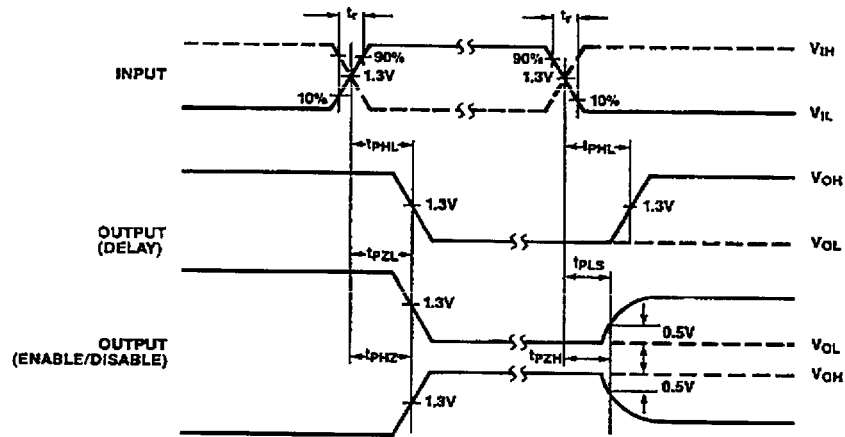 tr
tr
VIH
90%
90%
INPUT
1.3V
1.3V
10%
10%
VIL
tPHL
tPHL
VOH
1.3V
1.3V
OUTPUT
(DELAY)
VOL
tPZL
tPLS
1.3V
0.5V
OUTPUT
(ENABLE/DISABLE)
VOL
tPHZ
tPZH
VOH
0.5V
1.3V